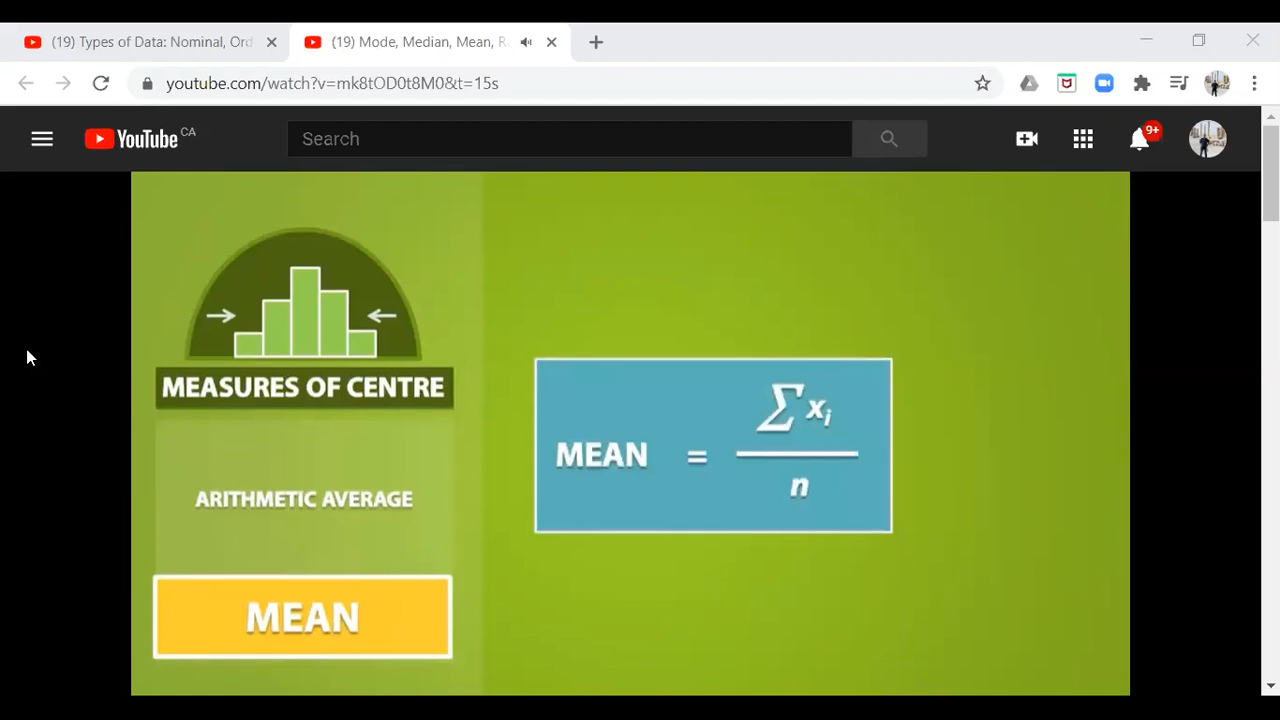 (19) Types of Data: Nominal, Ord
(19) Mode, Median, Mean, R
youtube.com/watch?v=mk8tOD0t8M0&t=15s
YouTube CA
Search
9+
MEASURES OF CENTRE
ARITHMETIC AVERAGE
MEAN
MEAN = ∑ xᵢ
n